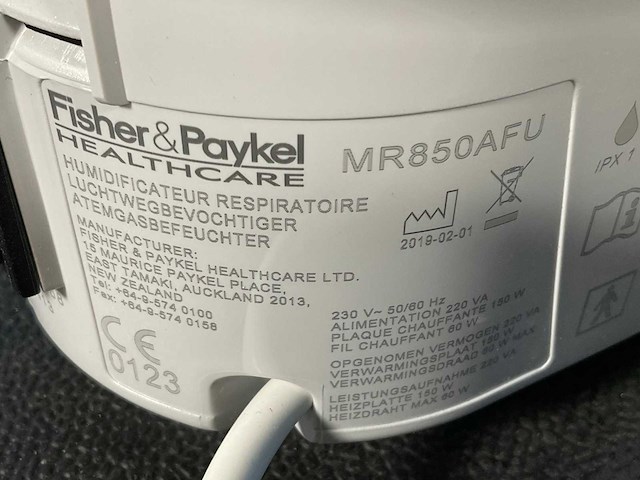 Fisher & Paykel
HEALTHCARE
MR850AFU
HUMIDIFICATEUR RESPIRATOIRE
LUCHTWEGBEVOCHTIGER
ATEMGASBEFEUCHTER
2019-02-01
MANUFACTURER:
FISHER & PAYKEL HEALTHCARE LTD.
15 MAURICE PAYKEL PLACE,
EAST TAMAKI, AUCKLAND 2013,
NEW ZEALAND
Tel: +64-9-574 0100
Fax: +64-9-574 0158
CE
0123
230 V~ 50/60 Hz
ALIMENTATION 220 VA
PLAQUE CHAUFFANTE 150 W
FIL CHAUFFANT 60 W
OPGENOMEN VERMOGEN 220 VA
VERWARMINGSPLAAT 150 W
VERWARMINGSDRAAD 60 W MAX
LEISTUNGSAUFNAHME 220 VA
HEIZPLATTE 150 W
HEIZDRAHT MAX 60 W
IPX 1